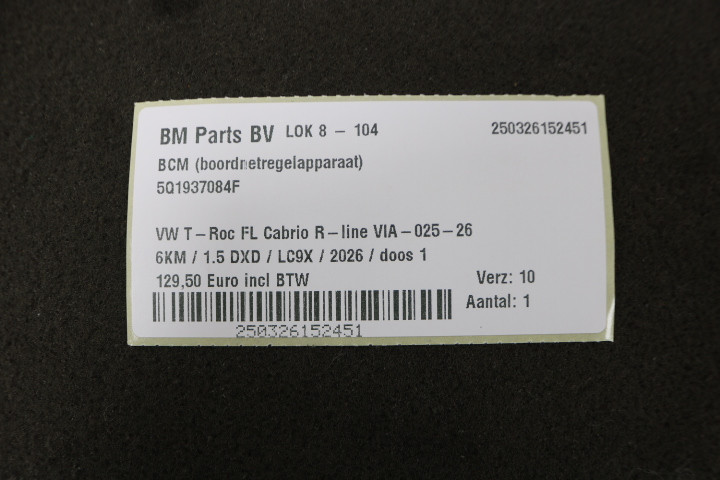 BM Parts BV LOK 8 - 104 250326152451
BCM (boordnetregelapparaat)
5Q1937084F
VW T-Roc FL Cabrio R-line VIA-025-26
6KM / 1.5 DXD / LC9X / 2026 / doos 1
129,50 Euro incl BTW Verz: 10
Aantal: 1
250326152451